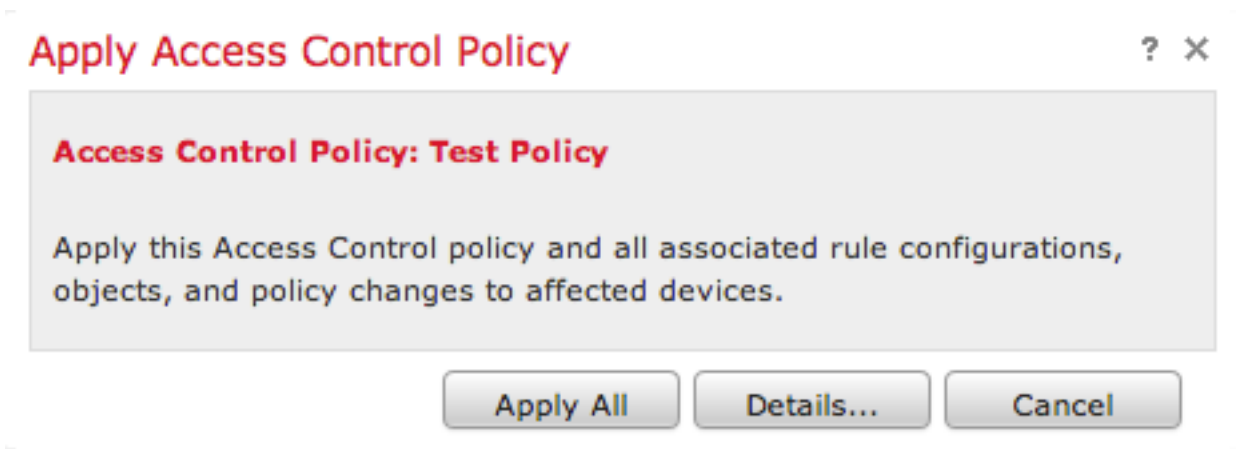 Apply Access Control Policy ? ×
Access Control Policy: Test Policy
Apply this Access Control policy and all associated rule configurations,
objects, and policy changes to affected devices.
Apply All Details... Cancel